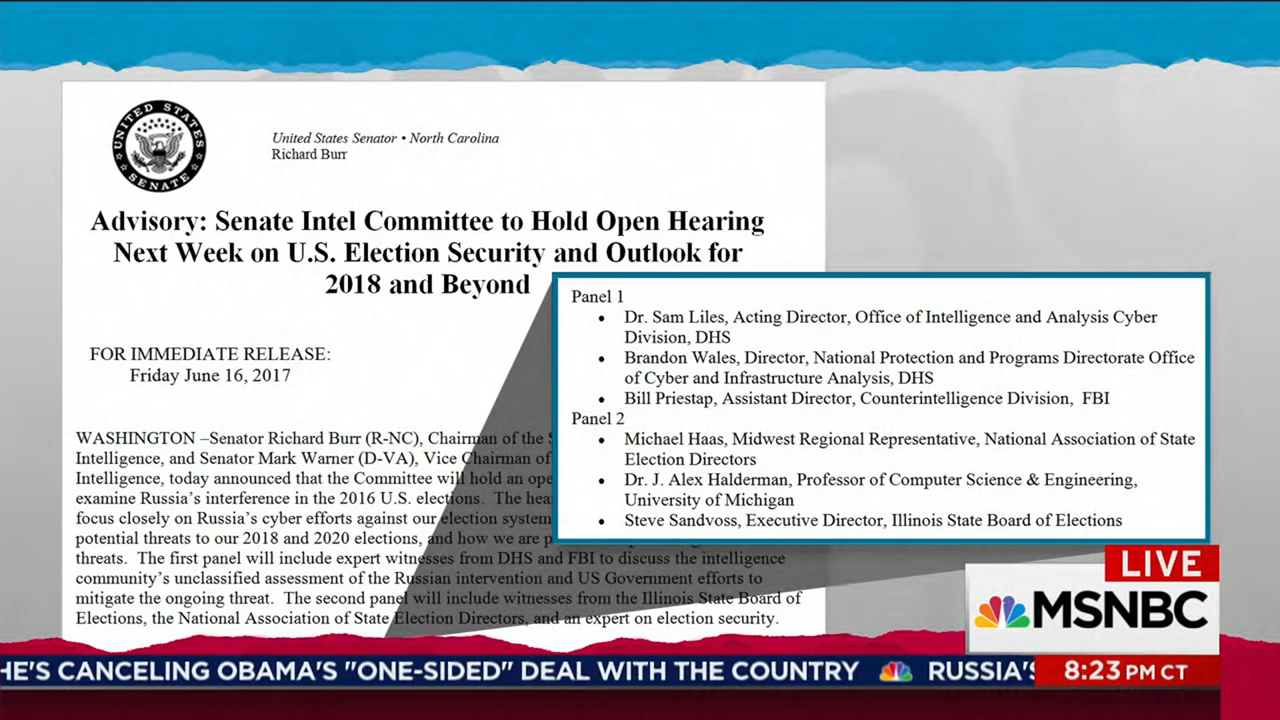 UNITED STATES SENATE
United States Senator • North Carolina
Richard Burr
Advisory: Senate Intel Committee to Hold Open Hearing
Next Week on U.S. Election Security and Outlook for
2018 and Beyond
FOR IMMEDIATE RELEASE:
Friday June 16, 2017
WASHINGTON –Senator Richard Burr (R-NC), Chairman of the
Intelligence, and Senator Mark Warner (D-VA), Vice Chairman of
Intelligence, today announced that the Committee will hold an
examine Russia's interference in the 2016 U.S. elections. The
focus closely on Russia's cyber efforts against our election
potential threats to our 2018 and 2020 elections, and how we are
threats. The first panel will include expert witnesses from DHS and FBI to discuss the intelligence
community's unclassified assessment of the Russian intervention and US Government efforts to
mitigate the ongoing threat. The second panel will include witnesses from the Illinois State Board of
Elections, the National Association of State Election Directors, and an expert on election security.
Panel 1
• Dr. Sam Liles, Acting Director, Office of Intelligence and Analysis Cyber
Division, DHS
• Brandon Wales, Director, National Protection and Programs Directorate Office
of Cyber and Infrastructure Analysis, DHS
• Bill Priestap, Assistant Director, Counterintelligence Division, FBI
Panel 2
• Michael Haas, Midwest Regional Representative, National Association of State
Election Directors
• Dr. J. Alex Halderman, Professor of Computer Science & Engineering,
University of Michigan
• Steve Sandvoss, Executive Director, Illinois State Board of Elections
LIVE
MSNBC
HE'S CANCELING OBAMA'S "ONE-SIDED" DEAL WITH THE COUNTRY RUSSIA'S
8:23 PM CT